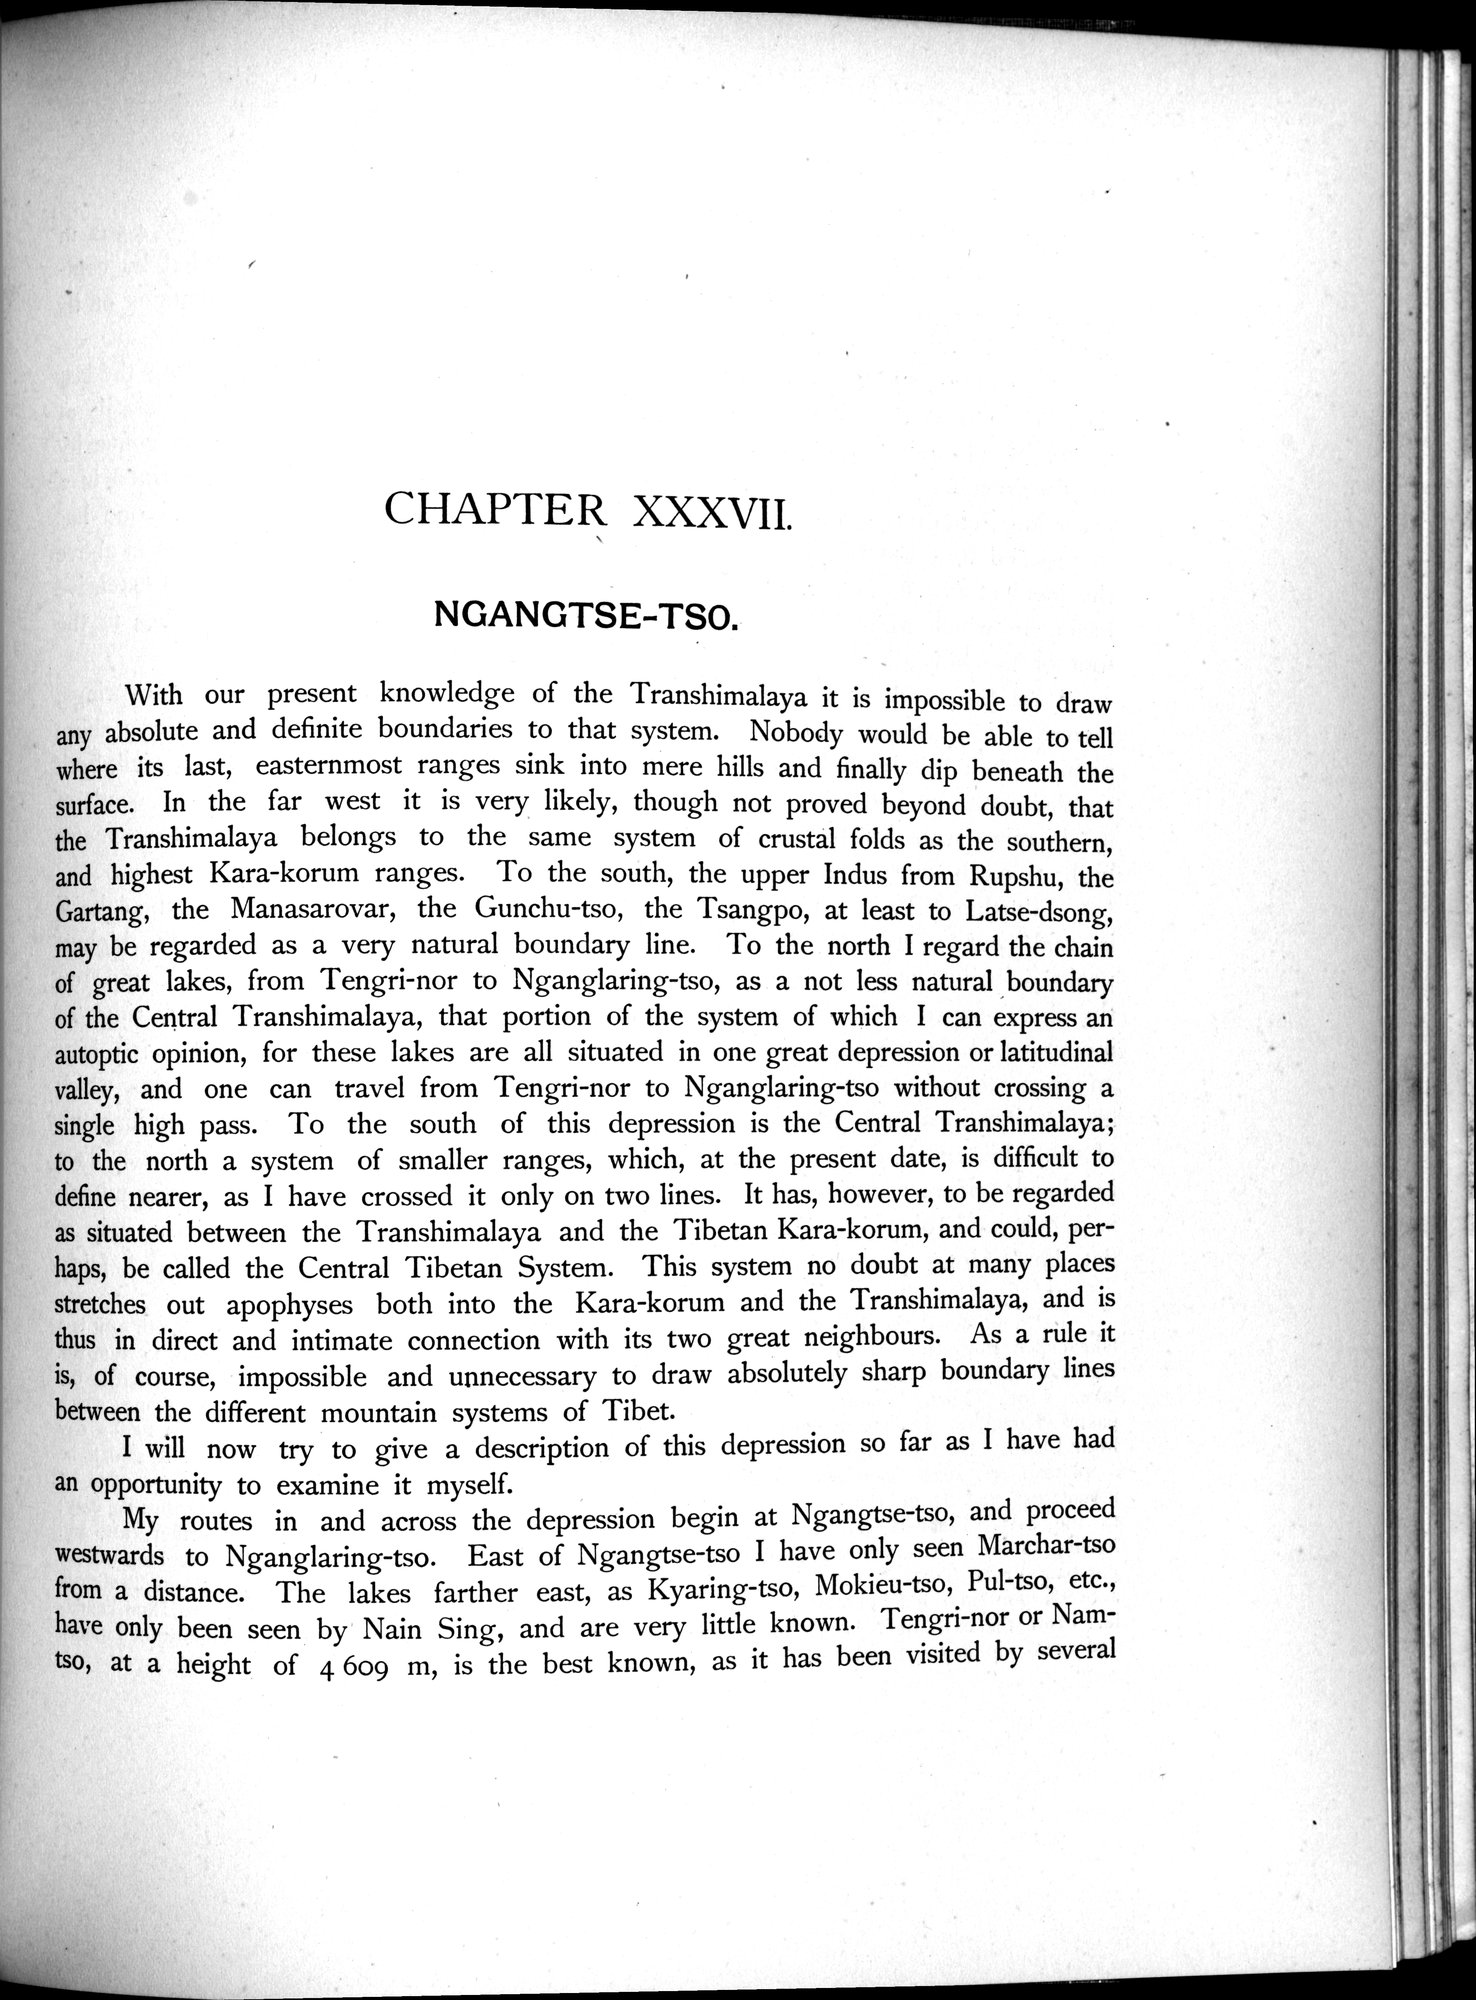 CHAPTER XXXVII.
NGANGTSE-TSO.
With our present knowledge of the Transhimalaya it is impossible to draw
any absolute and definite boundaries to that system. Nobody would be able to tell
where its last, easternmost ranges sink into mere hills and finally dip beneath the
surface. In the far west it is very likely, though not proved beyond doubt, that
the Transhimalaya belongs to the same system of crustal folds as the southern,
and highest Kara-korum ranges. To the south, the upper Indus from Rupshu, the
Gartang, the Manasarovar, the Gunchu-tso, the Tsangpo, at least to Latse-dsong,
may be regarded as a very natural boundary line. To the north I regard the chain
of great lakes, from Tengri-nor to Nganglaring-tso, as a not less natural boundary
of the Central Transhimalaya, that portion of the system of which I can express an
autoptic opinion, for these lakes are all situated in one great depression or latitudinal
valley, and one can travel from Tengri-nor to Nganglaring-tso without crossing a
single high pass. To the south of this depression is the Central Transhimalaya;
to the north a system of smaller ranges, which, at the present date, is difficult to
define nearer, as I have crossed it only on two lines. It has, however, to be regarded
as situated between the Transhimalaya and the Tibetan Kara-korum, and could, per-
haps, be called the Central Tibetan System. This system no doubt at many places
stretches out apophyses both into the Kara-korum and the Transhimalaya, and is
thus in direct and intimate connection with its two great neighbours. As a rule it
is, of course, impossible and unnecessary to draw absolutely sharp boundary lines
between the different mountain systems of Tibet.
I will now try to give a description of this depression so far as I have had
an opportunity to examine it myself.
My routes in and across the depression begin at Ngangtse-tso, and proceed
westwards to Nganglaring-tso. East of Ngangtse-tso I have only seen Marchar-tso
from a distance. The lakes farther east, as Kyaring-tso, Mokieu-tso, Pul-tso, etc.,
have only been seen by Nain Sing, and are very little known. Tengri-nor or Nam-
tso, at a height of 4 609 m, is the best known, as it has been visited by several